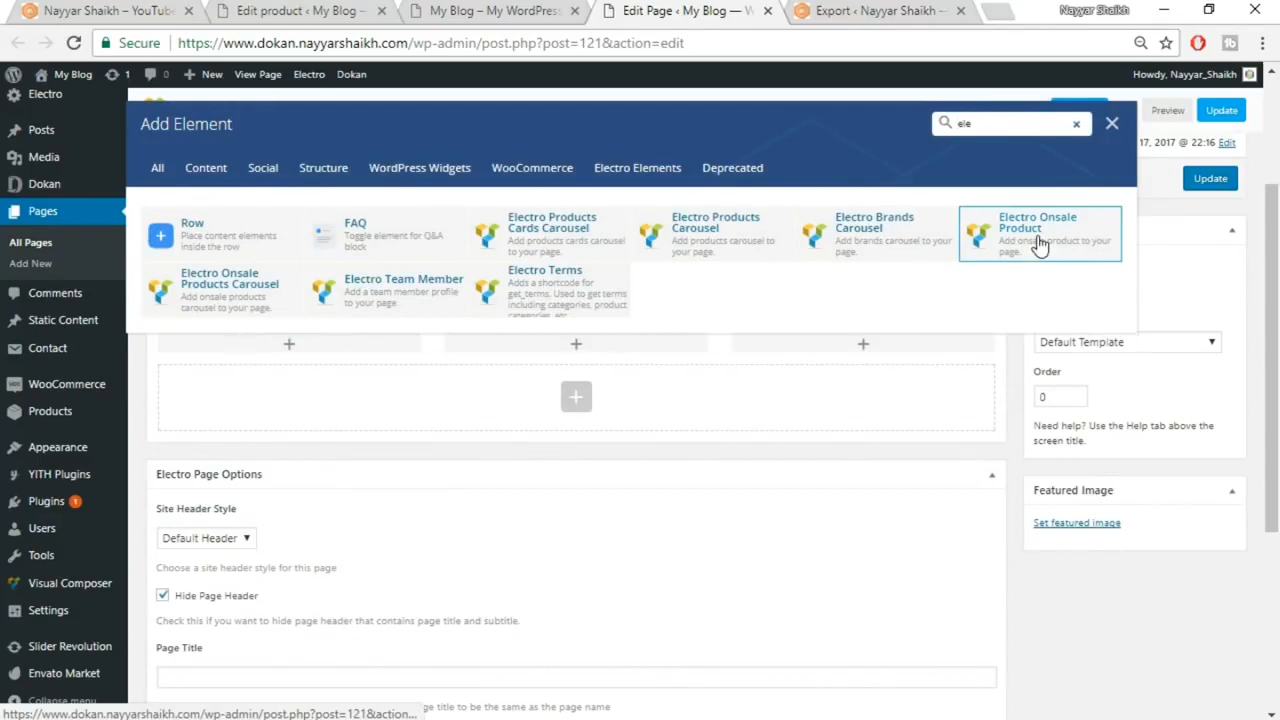 Nayyar Shaikh – YouTub
Edit product ‹ My Blog –
My Blog – My WordPress
Edit Page ‹ My Blog — W
Export ‹ Nayyar Shaikh —
Nayyar Shaikh
Secure https://www.dokan.nayyarshaikh.com/wp-admin/post.php?post=121&action=edit
My Blog 1 0 New View Page Electro Dokan Howdy, Nayyar_Shaikh
Electro
Posts
Media
Dokan
Pages
All Pages
Add New
Comments
Static Content
Contact
WooCommerce
Products
Appearance
YITH Plugins
Plugins 1
Users
Tools
Visual Composer
Settings
Slider Revolution
Envato Market
Collapse menu
Add Element
ele
All Content Social Structure WordPress Widgets WooCommerce Electro Elements Deprecated
Row
Place content elements
inside the row
FAQ
Toggle element for Q&A
block
Electro Products
Cards Carousel
Add products cards carousel
to your page.
Electro Products
Carousel
Add products carousel to
your page.
Electro Brands
Carousel
Add brands carousel to your
page.
Electro Onsale
Product
Add onsale product to your
page.
Electro Onsale
Products Carousel
Add onsale products
carousel to your page.
Electro Team Member
Add a team member profile
to your page.
Electro Terms
Adds a shortcode for
get_terms. Used to get terms
including categories, product
categories, etc.
Preview
Update
17, 2017 @ 22:16 Edit
Update
Default Template
Order
0
Need help? Use the Help tab above the
screen title.
Featured Image
Set featured image
Electro Page Options
Site Header Style
Default Header
Choose a site header style for this page
Hide Page Header
Check this if you want to hide page header that contains page title and subtitle.
Page Title
ge title to be the same as the page name
https://www.dokan.nayyarshaikh.com/wp-admin/post.php?post=121&action...